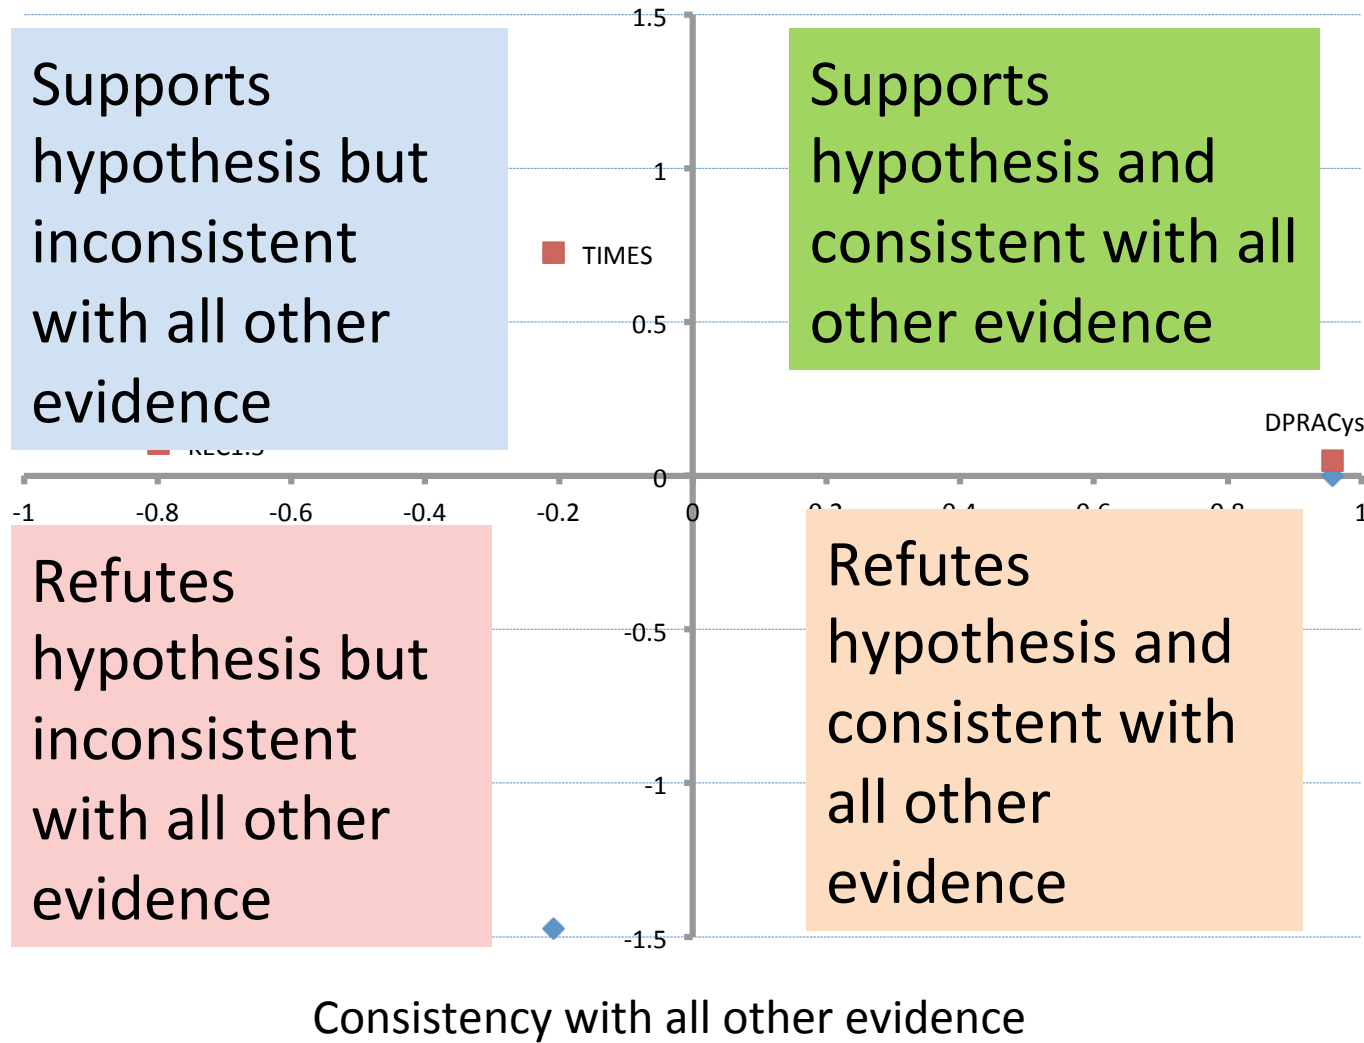 1.5
Supports
hypothesis but
inconsistent
with all other
evidence
Supports
hypothesis and
consistent with all
other evidence
1
TIMES
0.5
DPRACys
0
-1
-0.8
-0.6
-0.4
-0.2
0
1
Refutes
hypothesis but
inconsistent
with all other
evidence
Refutes
hypothesis and
consistent with
all other
evidence
-0.5
-1
-1.5
Consistency with all other evidence